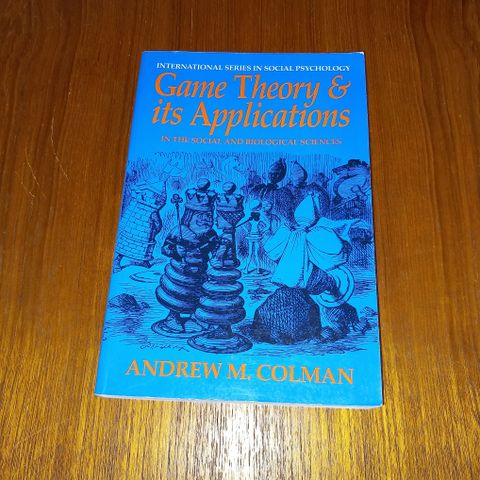 INTERNATIONAL SERIES IN SOCIAL PSYCHOLOGY
Game Theory &
its Applications
IN THE SOCIAL AND BIOLOGICAL SCIENCES
ANDREW M. COLMAN